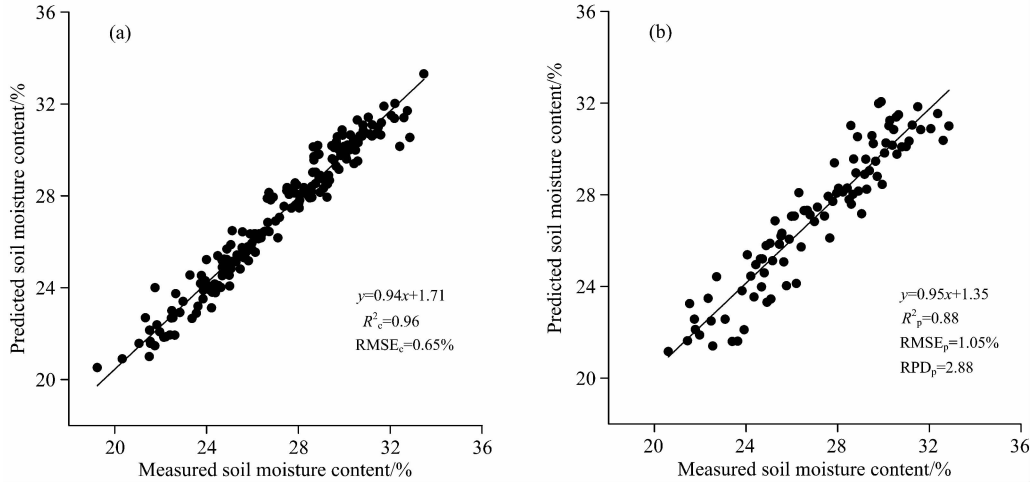 (a)
36
32
28
24
20
Predicted soil moisture content/%
y=0.94x+1.71
R²c=0.96
RMSEc=0.65%
20 24 28 32 36
Measured soil moisture content/%
(b)
36
32
28
24
20
Predicted soil moisture content/%
y=0.95x+1.35
R²p=0.88
RMSEp=1.05%
RPDp=2.88
20 24 28 32 36
Measured soil moisture content/%